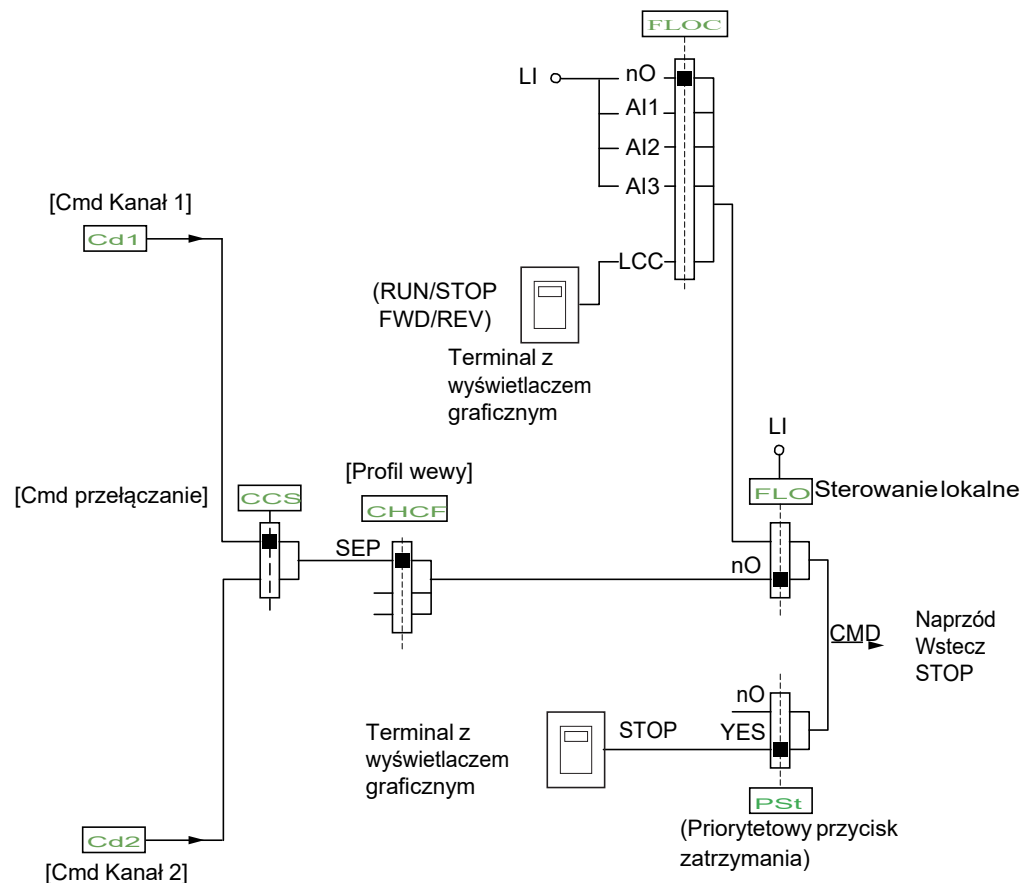 FLOC
LI
nO
AI1
AI2
AI3
LCC
[Cmd Kanał 1]
Cd1
(RUN/STOP
FWD/REV)
Terminal z
wyświetlaczem
graficznym
LI
[Cmd przełączanie]
CCS
[Profil wewy]
CHCF
FLO
Sterowanie lokalne
SEP
nO
CMD
Naprzód
Wstecz
STOP
nO
Terminal z
wyświetlaczem
graficznym
STOP
YES
PSt
(Priorytetowy przycisk
zatrzymania)
Cd2
[Cmd Kanał 2]